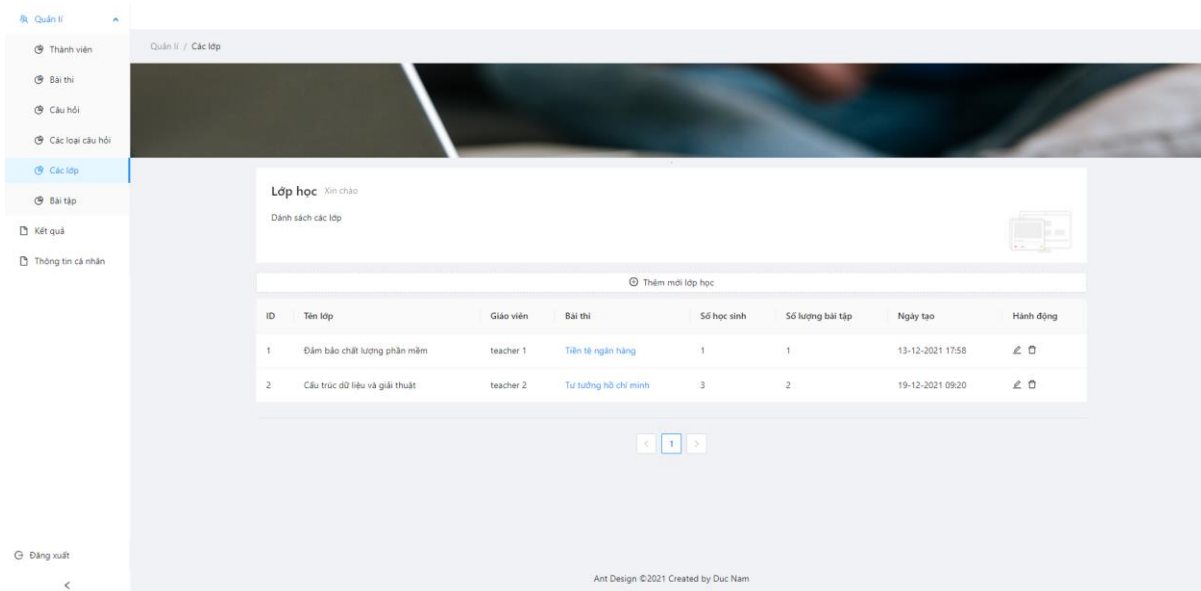 Quản lí
Thành viên
Bài thi
Câu hỏi
Các loại câu hỏi
Các lớp
Bài tập
Kết quả
Thông tin cá nhân
Đăng xuất
Quản lí / Các lớp
Lớp học Xin chào
Dánh sách các lớp
Thêm mới lớp học
ID Tên lớp Giáo viên Bài thi Số học sinh Số lượng bài tập Ngày tạo Hành động
1 Đảm bảo chất lượng phần mềm teacher 1 Tiền tệ ngân hàng 1 1 13-12-2021 17:58
2 Cấu trúc dữ liệu và giải thuật teacher 2 Tư tưởng hồ chí minh 3 2 19-12-2021 09:20
1
Ant Design ©2021 Created by Duc Nam